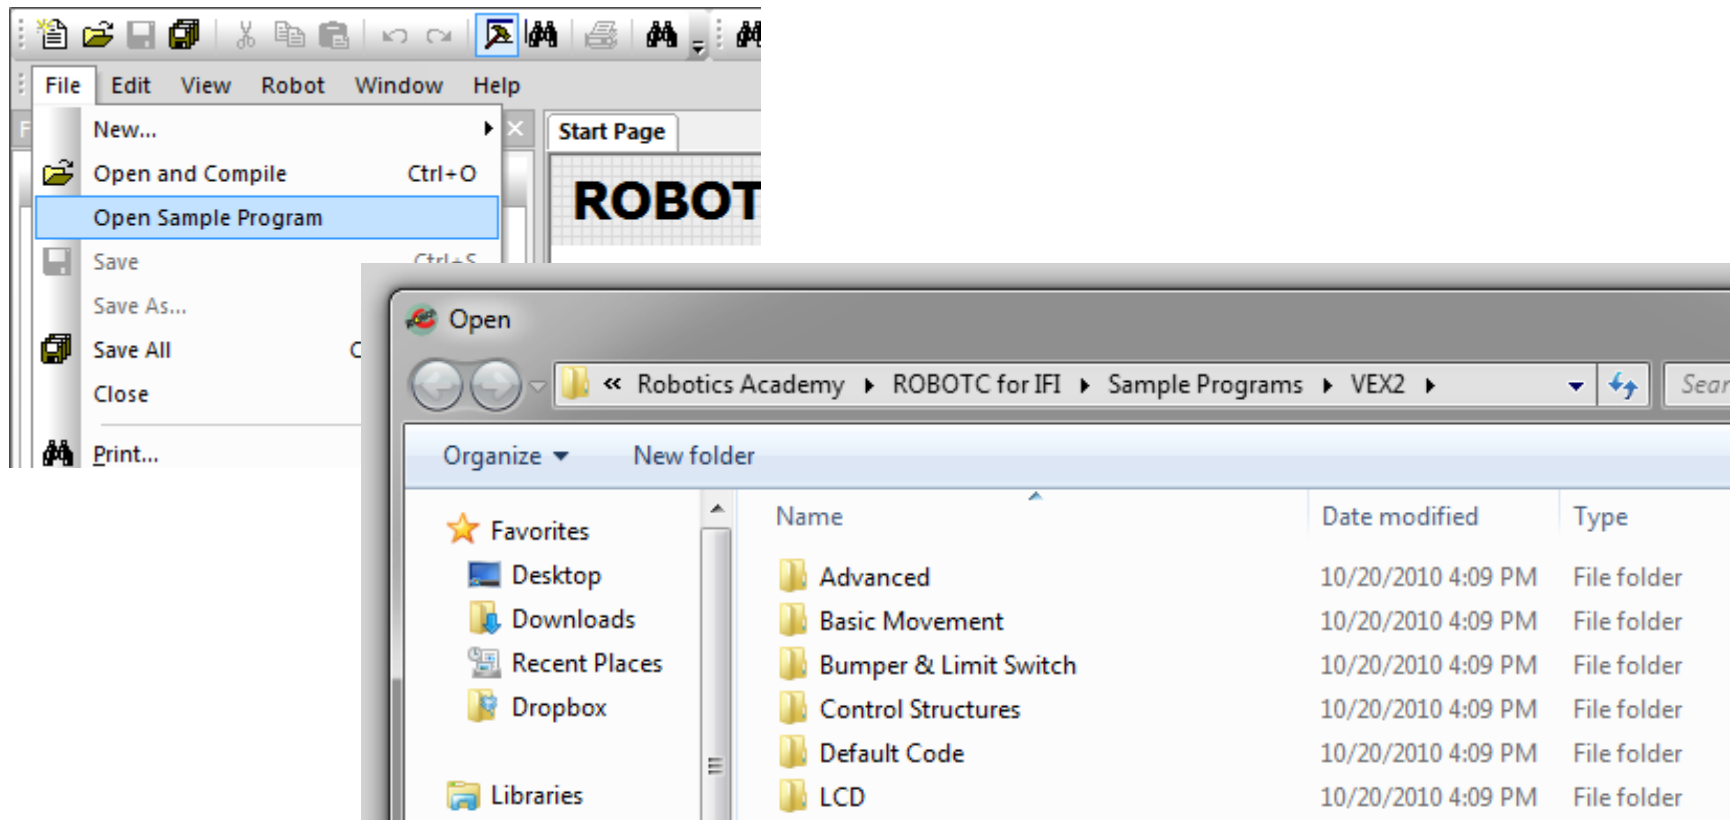 File Edit View Robot Window Help
New...
Start Page
Open and Compile Ctrl+O
ROBOT
Open Sample Program
Save Ctrl+S
Save As...
Save All C
Close
Print...
Open
« Robotics Academy ROBOTC for IFI Sample Programs VEX2 Sear
Organize New folder
Name Date modified Type
Favorites
Desktop
Downloads
Recent Places
Dropbox
Libraries
Advanced 10/20/2010 4:09 PM File folder
Basic Movement 10/20/2010 4:09 PM File folder
Bumper & Limit Switch 10/20/2010 4:09 PM File folder
Control Structures 10/20/2010 4:09 PM File folder
Default Code 10/20/2010 4:09 PM File folder
LCD 10/20/2010 4:09 PM File folder